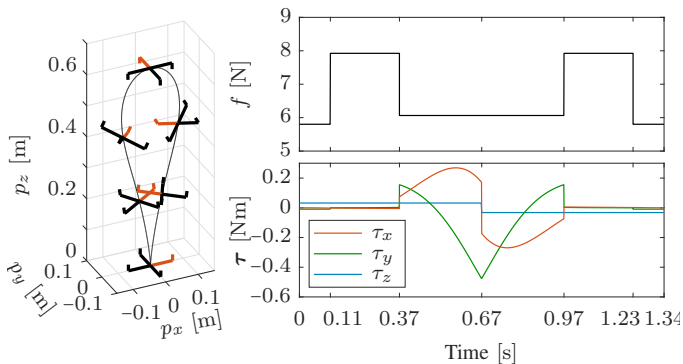 0.6
0.4
0.2
0
p_z [m]
0.1
0
−0.1
p_y [m]
−0.1
0
0.1
p_x [m]
9
8
7
6
5
f [N]
0.2
0
−0.2
−0.4
−0.6
τ [Nm]
τ_x
τ_y
τ_z
0 0.11 0.37 0.67 0.97 1.23 1.34
Time [s]